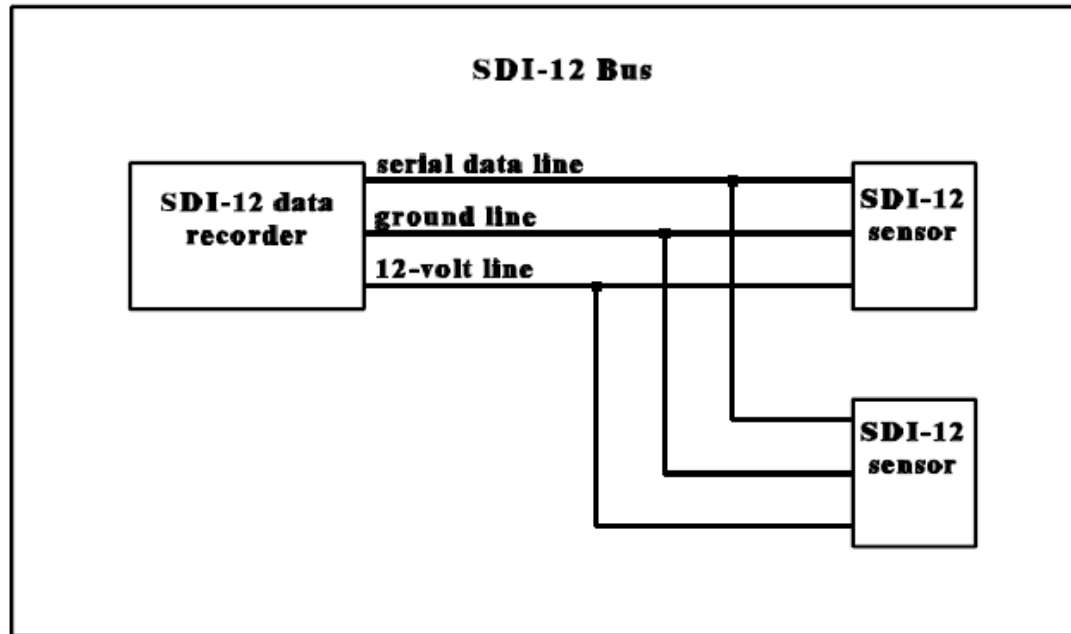 SDI-12 Bus
serial data line
SDI-12 data
recorder
ground line
12-volt line
SDI-12
sensor
SDI-12
sensor